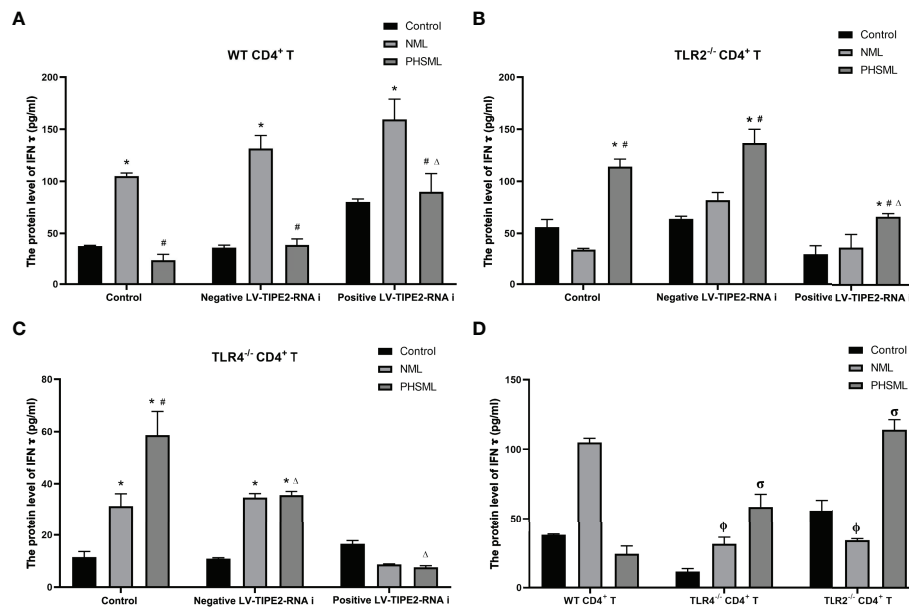 A
WT CD4+ T
Control
NML
PHSML
The protein level of IFN τ (pg/ml)
200
150
100
50
0
*
#
*
#
*
# Δ
Control
Negative LV-TIPE2-RNA i
Positive LV-TIPE2-RNA i
B
TLR2-/- CD4+ T
Control
NML
PHSML
The protein level of IFN τ (pg/ml)
200
150
100
50
0
* #
* #
* # Δ
Control
Negative LV-TIPE2-RNA i
Positive LV-TIPE2-RNA i
C
TLR4-/- CD4+ T
Control
NML
PHSML
The protein level of IFN τ (pg/ml)
80
60
40
20
0
*
* #
*
* Δ
Δ
Control
Negative LV-TIPE2-RNA i
Positive LV-TIPE2-RNA i
D
Control
NML
PHSML
The protein level of IFN τ (pg/ml)
150
100
50
0
ϕ
σ
ϕ
σ
WT CD4+ T
TLR4-/- CD4+ T
TLR2-/- CD4+ T